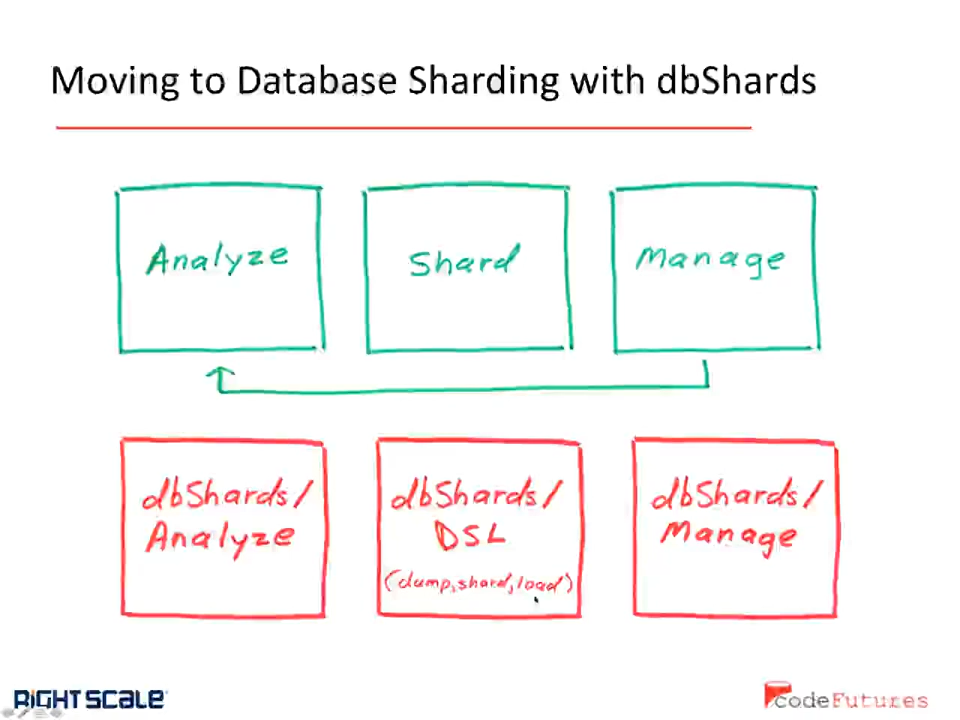 Moving to Database Sharding with dbShards
Analyze
Shard
Manage
dbShards/
Analyze
dbShards/
DSL
(dump, shard, load)
dbShards/
Manage
RIGHTSCALE
codeFutures